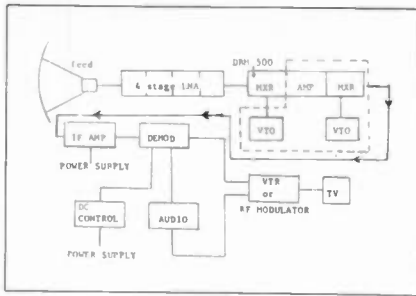 feed
DRM 500
4 stage LNA
MXR
AMP
MXR
VTO
VTO
IF AMP
DEMOD
POWER SUPPLY
VTR
or
RF MODULATOR
TV
DC
CONTROL
AUDIO
POWER SUPPLY